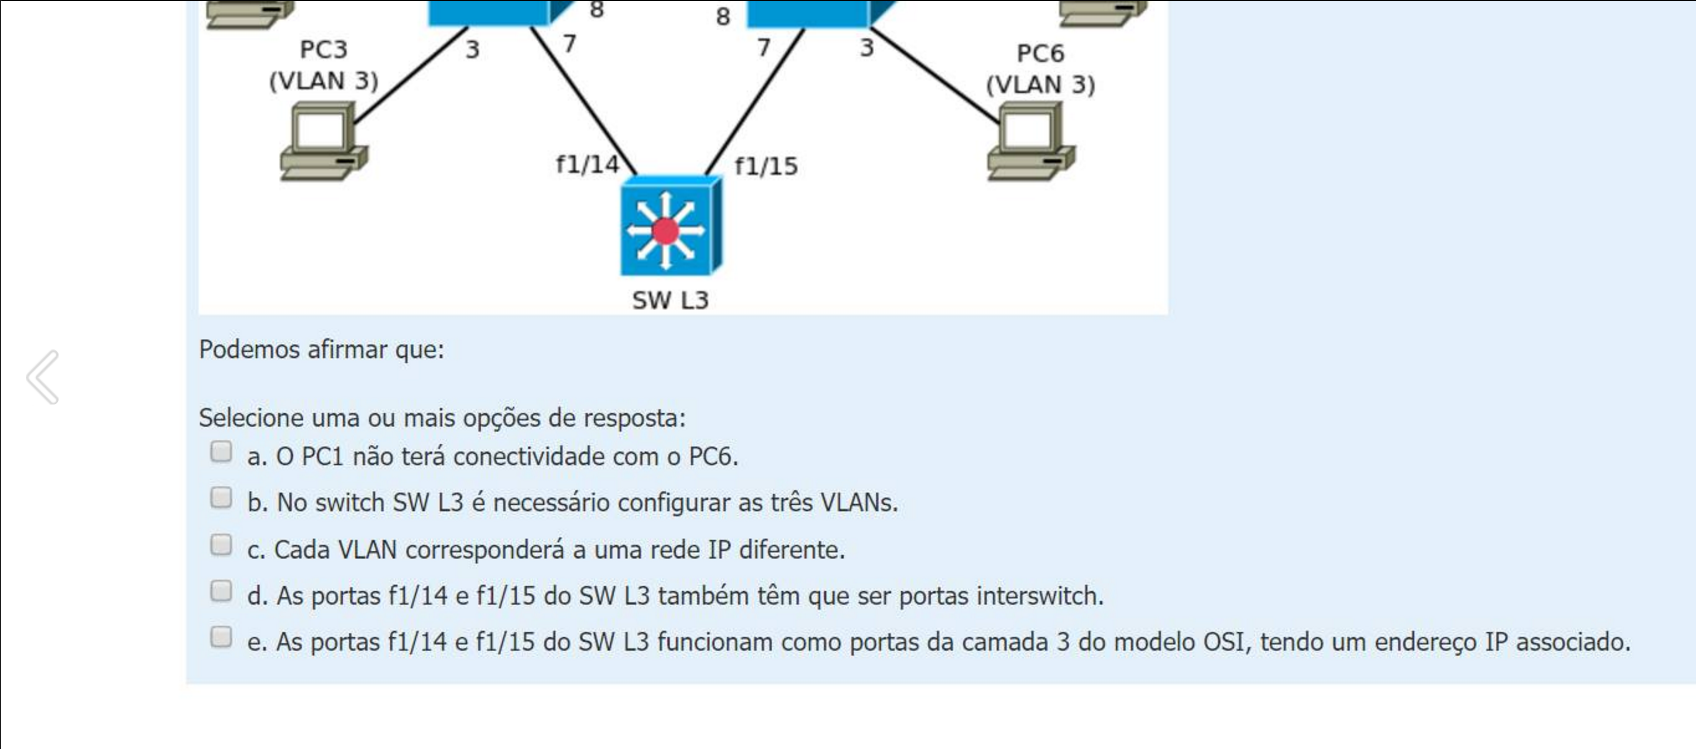 8
8
3
7
7
3
PC3
(VLAN 3)
PC6
(VLAN 3)
f1/14
f1/15
SW L3
Podemos afirmar que:
Selecione uma ou mais opções de resposta:
a. O PC1 não terá conectividade com o PC6.
b. No switch SW L3 é necessário configurar as três VLANs.
c. Cada VLAN corresponderá a uma rede IP diferente.
d. As portas f1/14 e f1/15 do SW L3 também têm que ser portas interswitch.
e. As portas f1/14 e f1/15 do SW L3 funcionam como portas da camada 3 do modelo OSI, tendo um endereço IP associado.